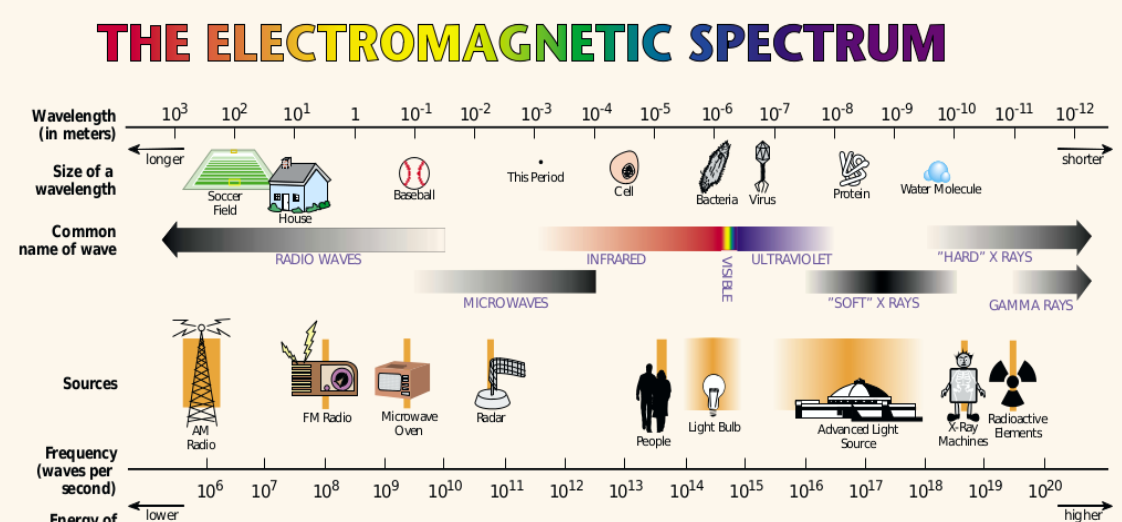 THE ELECTROMAGNETIC SPECTRUM
Wavelength
(in meters)
10³ 10² 10¹ 1 10⁻¹ 10⁻² 10⁻³ 10⁻⁴ 10⁻⁵ 10⁻⁶ 10⁻⁷ 10⁻⁸ 10⁻⁹ 10⁻¹⁰ 10⁻¹¹ 10⁻¹²
longer
shorter
Size of a
wavelength
Soccer
Field
House
Baseball
This Period
Cell
Bacteria
Virus
Protein
Water Molecule
Common
name of wave
RADIO WAVES
INFRARED
VISIBLE
ULTRAVIOLET
"HARD" X RAYS
MICROWAVES
"SOFT" X RAYS
GAMMA RAYS
Sources
AM
Radio
FM Radio
Microwave
Oven
Radar
People
Light Bulb
Advanced Light
Source
X-Ray
Machines
Radioactive
Elements
Frequency
(waves per
second)
10⁶ 10⁷ 10⁸ 10⁹ 10¹⁰ 10¹¹ 10¹² 10¹³ 10¹⁴ 10¹⁵ 10¹⁶ 10¹⁷ 10¹⁸ 10¹⁹ 10²⁰
lower
higher
Energy of